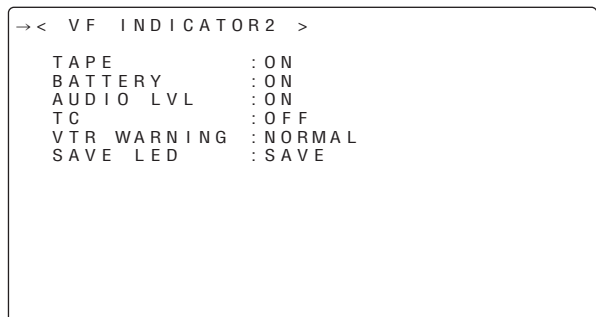 →< VF INDICATOR2 >
TAPE :ON
BATTERY :ON
AUDIO LVL :ON
TC :OFF
VTR WARNING :NORMAL
SAVE LED :SAVE